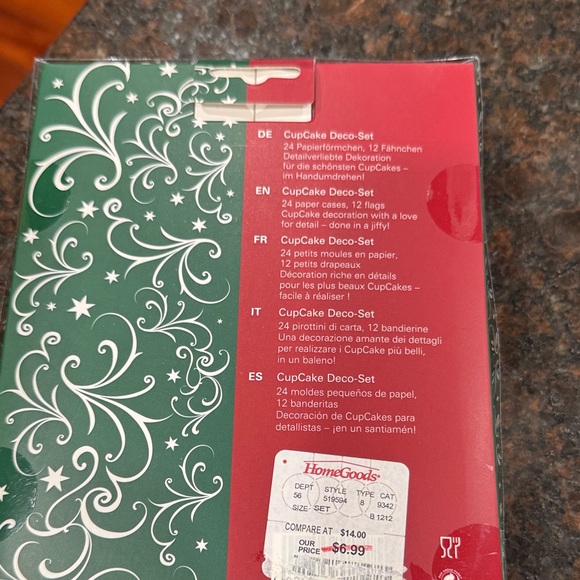 DE CupCake Deco-Set
24 Papierförmchen, 12 Fähnchen
Detailverliebte Dekoration
für die schönsten CupCakes –
im Handumdrehen!
EN CupCake Deco-Set
24 paper cases, 12 flags
CupCake decoration with a love
for detail – done in a jiffy!
FR CupCake Deco-Set
24 petits moules en papier,
12 petits drapeaux
Décoration riche en détails
pour les plus beaux CupCakes –
facile à réaliser !
IT CupCake Deco-Set
24 pirottini di carta, 12 bandierine
Una decorazione amante dei dettagli
per realizzare i CupCake più belli,
in un baleno!
ES CupCake Deco-Set
24 moldes pequeños de papel,
12 banderitas
Decoración de CupCakes para
detallistas – ¡en un santiamén!
HomeGoods
DEPT STYLE TYPE CAT
56 519594 8 9342
SIZE- SET B 1212
COMPARE AT $14.00
OUR
PRICE $6.99